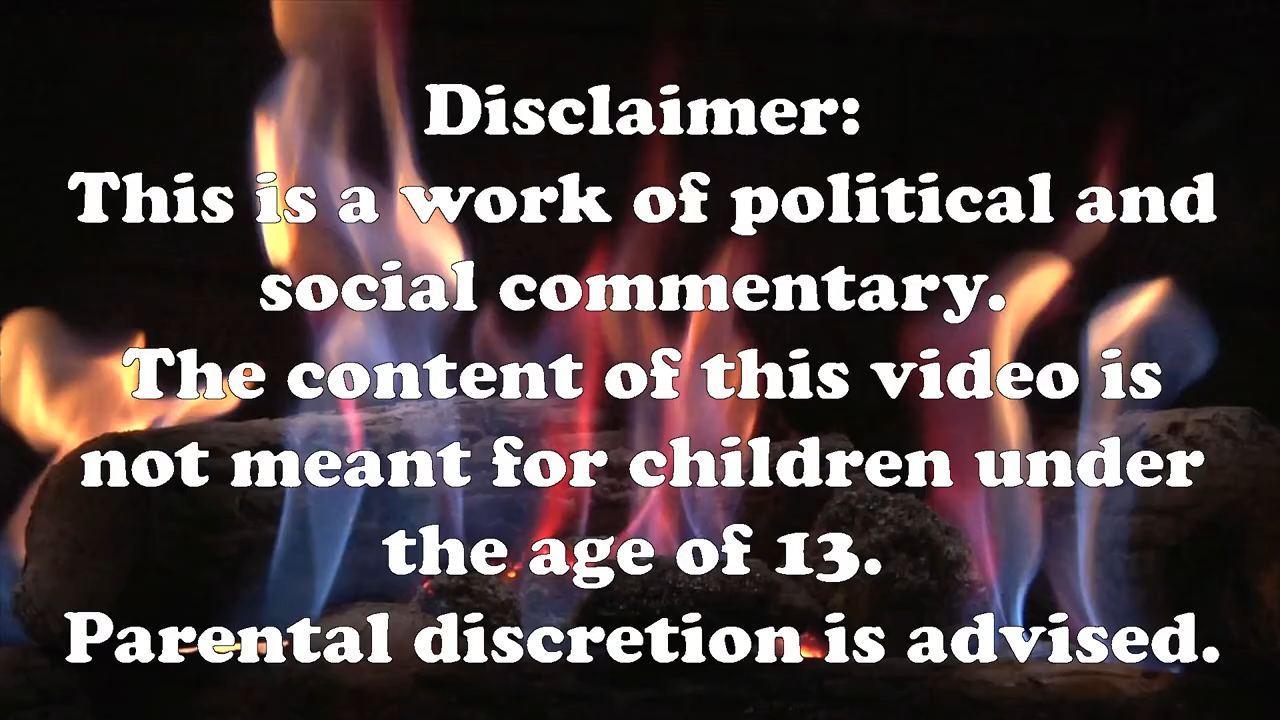 Disclaimer:
This is a work of political and
social commentary.
The content of this video is
not meant for children under
the age of 13.
Parental discretion is advised.